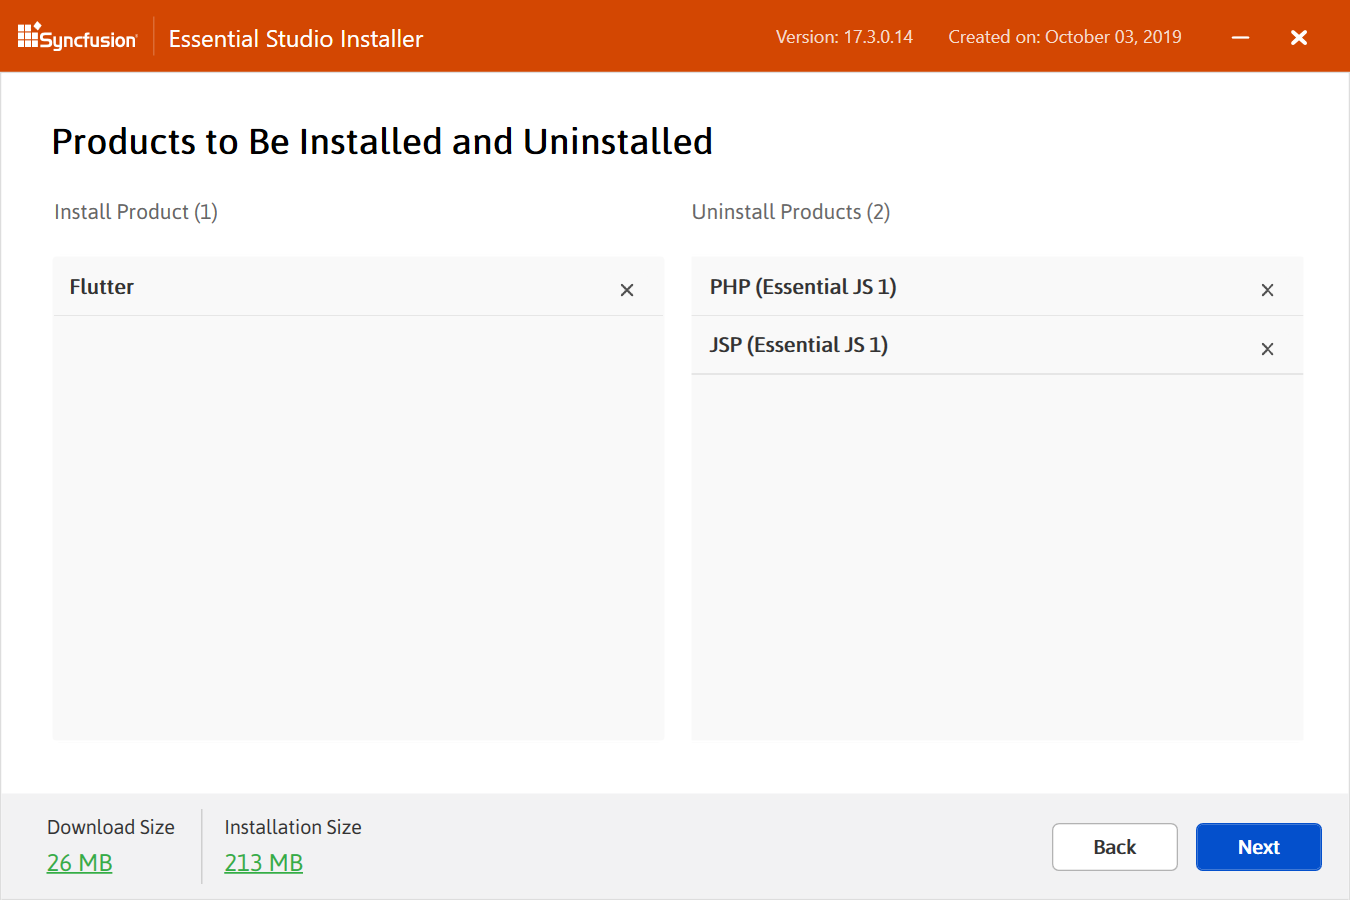 Syncfusion
Essential Studio Installer
Version: 17.3.0.14
Created on: October 03, 2019
Products to Be Installed and Uninstalled
Install Product (1)
Uninstall Products (2)
Flutter
PHP (Essential JS 1)
JSP (Essential JS 1)
Download Size
26 MB
Installation Size
213 MB
Back
Next